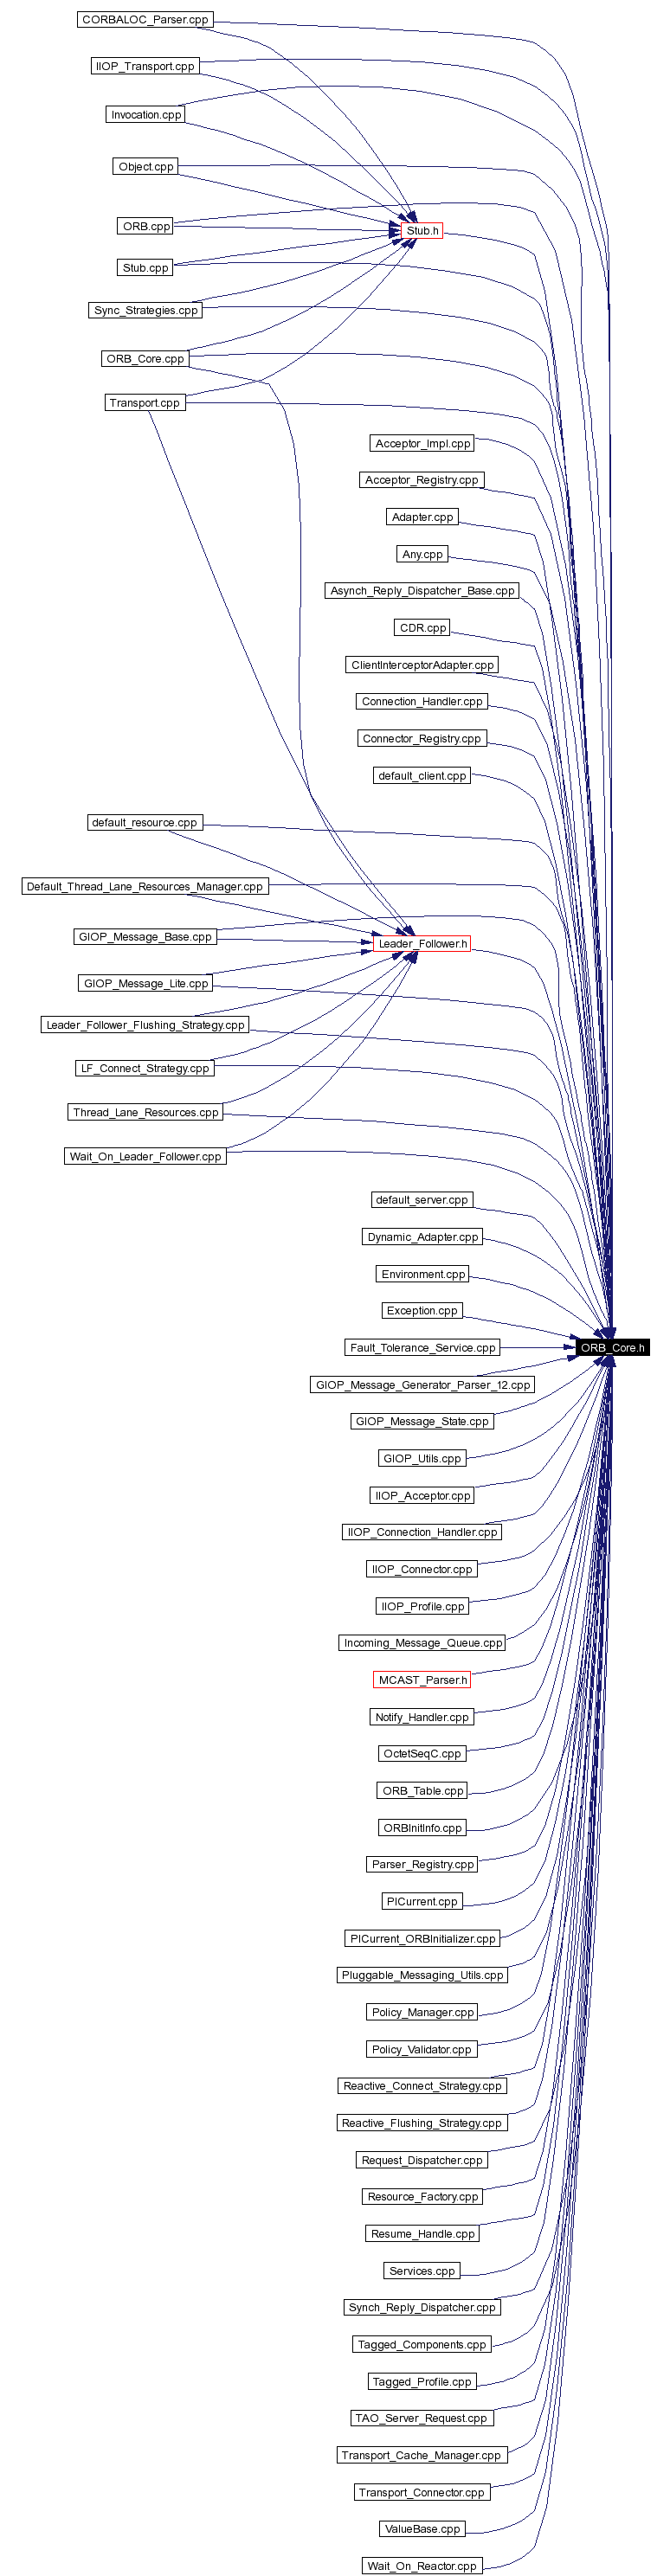 CORBALOC_Parser.cpp
IIOP_Transport.cpp
Invocation.cpp
Object.cpp
ORB.cpp
Stub.h
Stub.cpp
Sync_Strategies.cpp
ORB_Core.cpp
Transport.cpp
Acceptor_Impl.cpp
Acceptor_Registry.cpp
Adapter.cpp
Any.cpp
Asynch_Reply_Dispatcher_Base.cpp
CDR.cpp
ClientInterceptorAdapter.cpp
Connection_Handler.cpp
Connector_Registry.cpp
default_client.cpp
default_resource.cpp
Default_Thread_Lane_Resources_Manager.cpp
GIOP_Message_Base.cpp
Leader_Follower.h
GIOP_Message_Lite.cpp
Leader_Follower_Flushing_Strategy.cpp
LF_Connect_Strategy.cpp
Thread_Lane_Resources.cpp
Wait_On_Leader_Follower.cpp
default_server.cpp
Dynamic_Adapter.cpp
Environment.cpp
Exception.cpp
Fault_Tolerance_Service.cpp
ORB_Core.h
GIOP_Message_Generator_Parser_12.cpp
GIOP_Message_State.cpp
GIOP_Utils.cpp
IIOP_Acceptor.cpp
IIOP_Connection_Handler.cpp
IIOP_Connector.cpp
IIOP_Profile.cpp
Incoming_Message_Queue.cpp
MCAST_Parser.h
Notify_Handler.cpp
OctetSeqC.cpp
ORB_Table.cpp
ORBInitInfo.cpp
Parser_Registry.cpp
PICurrent.cpp
PICurrent_ORBInitializer.cpp
Pluggable_Messaging_Utils.cpp
Policy_Manager.cpp
Policy_Validator.cpp
Reactive_Connect_Strategy.cpp
Reactive_Flushing_Strategy.cpp
Request_Dispatcher.cpp
Resource_Factory.cpp
Resume_Handle.cpp
Services.cpp
Synch_Reply_Dispatcher.cpp
Tagged_Components.cpp
Tagged_Profile.cpp
TAO_Server_Request.cpp
Transport_Cache_Manager.cpp
Transport_Connector.cpp
ValueBase.cpp
Wait_On_Reactor.cpp